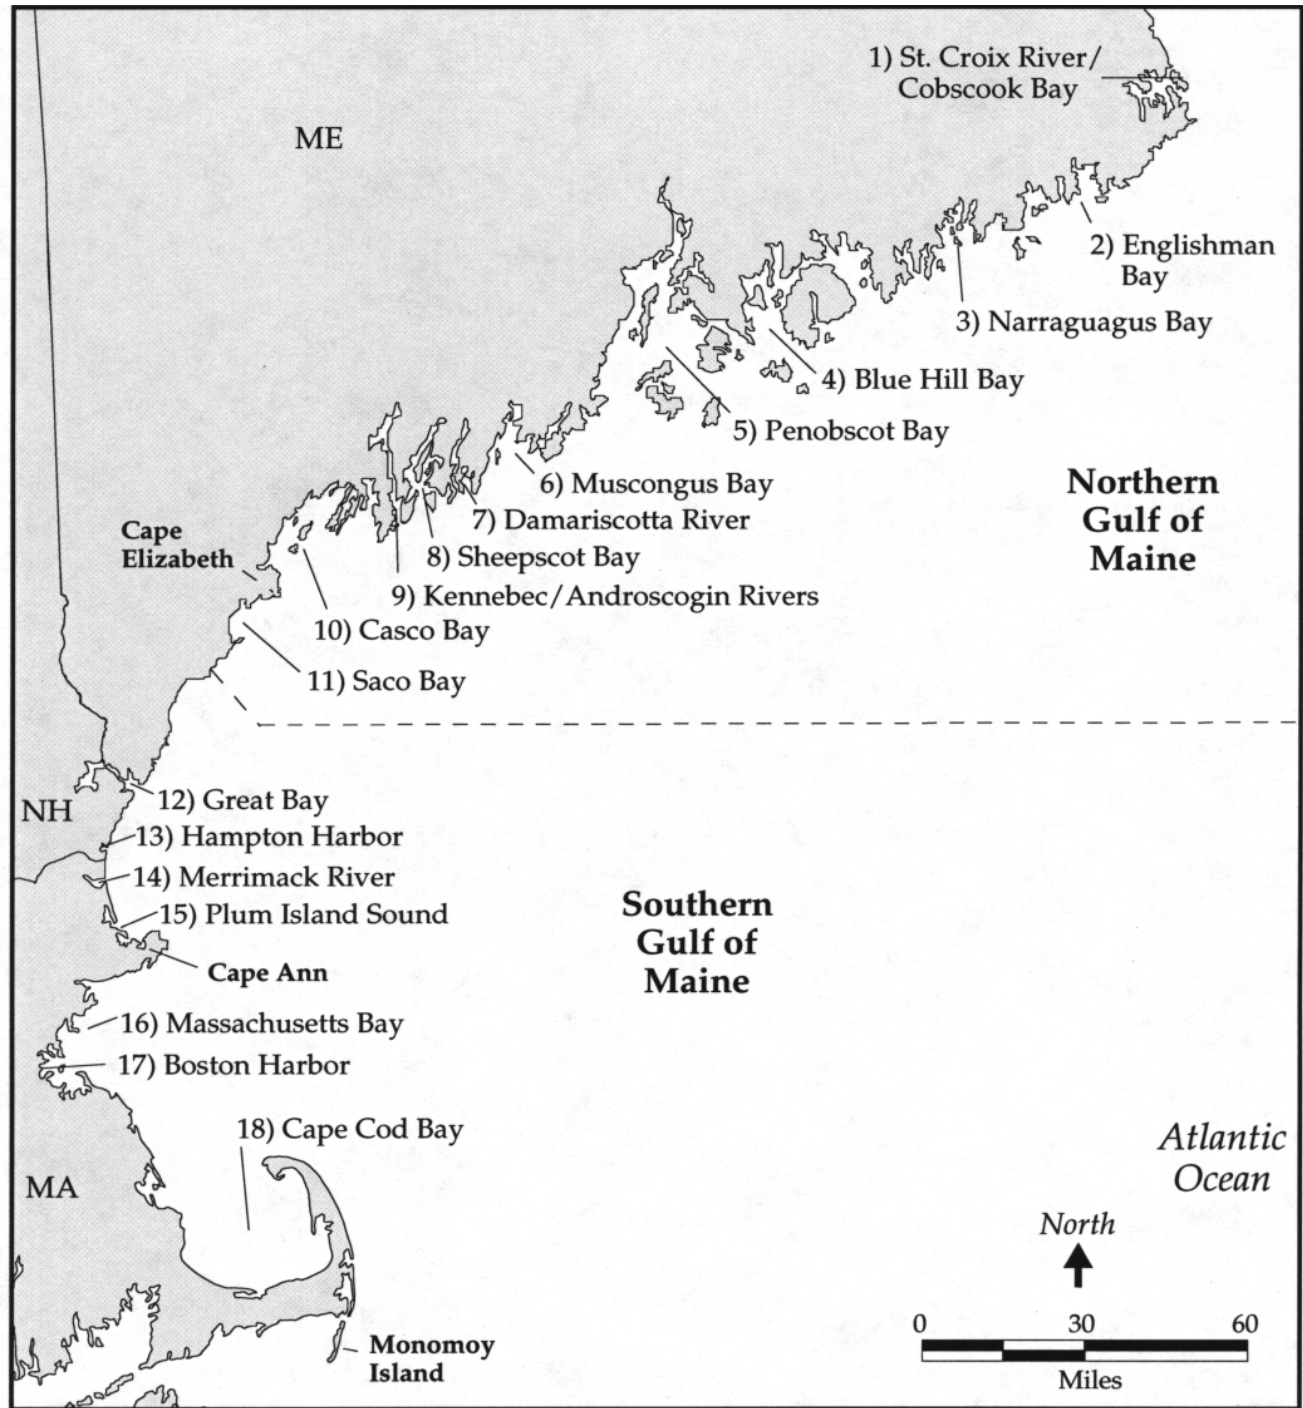 1) St. Croix River/
Cobscook Bay
ME
2) Englishman
Bay
3) Narraguagus Bay
4) Blue Hill Bay
5) Penobscot Bay
6) Muscongus Bay
Northern
Gulf of
Maine
7) Damariscotta River
Cape
Elizabeth
8) Sheepscot Bay
9) Kennebec/Androscogin Rivers
10) Casco Bay
11) Saco Bay
12) Great Bay
NH
13) Hampton Harbor
14) Merrimack River
15) Plum Island Sound
Southern
Gulf of
Maine
Cape Ann
16) Massachusetts Bay
17) Boston Harbor
18) Cape Cod Bay
Atlantic
Ocean
MA
North
0 30 60
Miles
Monomoy
Island